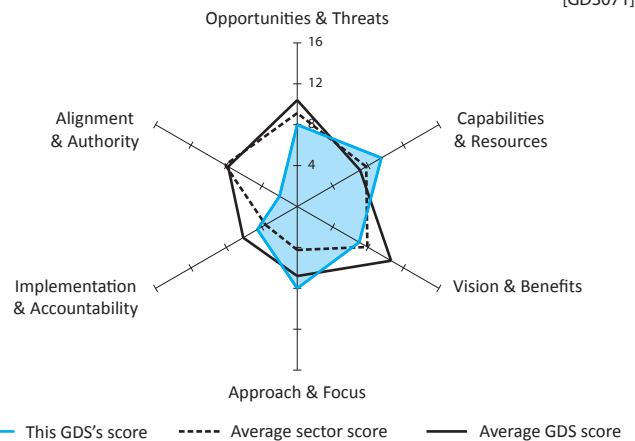 [GDS071]
Opportunities & Threats
16
12
8
4
Alignment
& Authority
Capabilities
& Resources
Implementation
& Accountability
Vision & Benefits
Approach & Focus
This GDS's score
Average sector score
Average GDS score